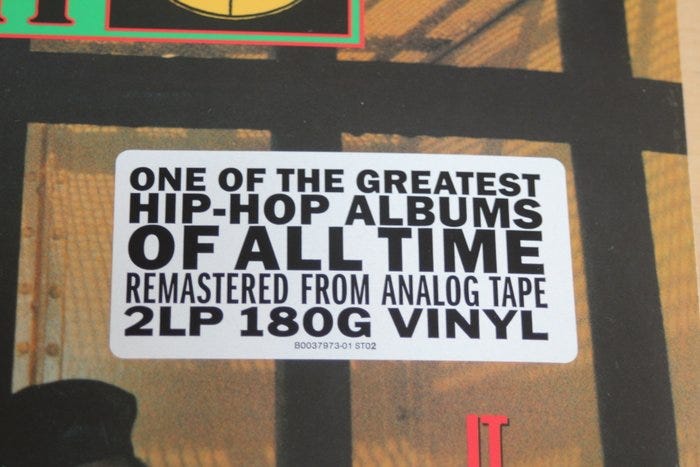 ONE OF THE GREATEST
HIP-HOP ALBUMS
OF ALL TIME
REMASTERED FROM ANALOG TAPE
2LP 180G VINYL
B0037973-01 ST02
IT